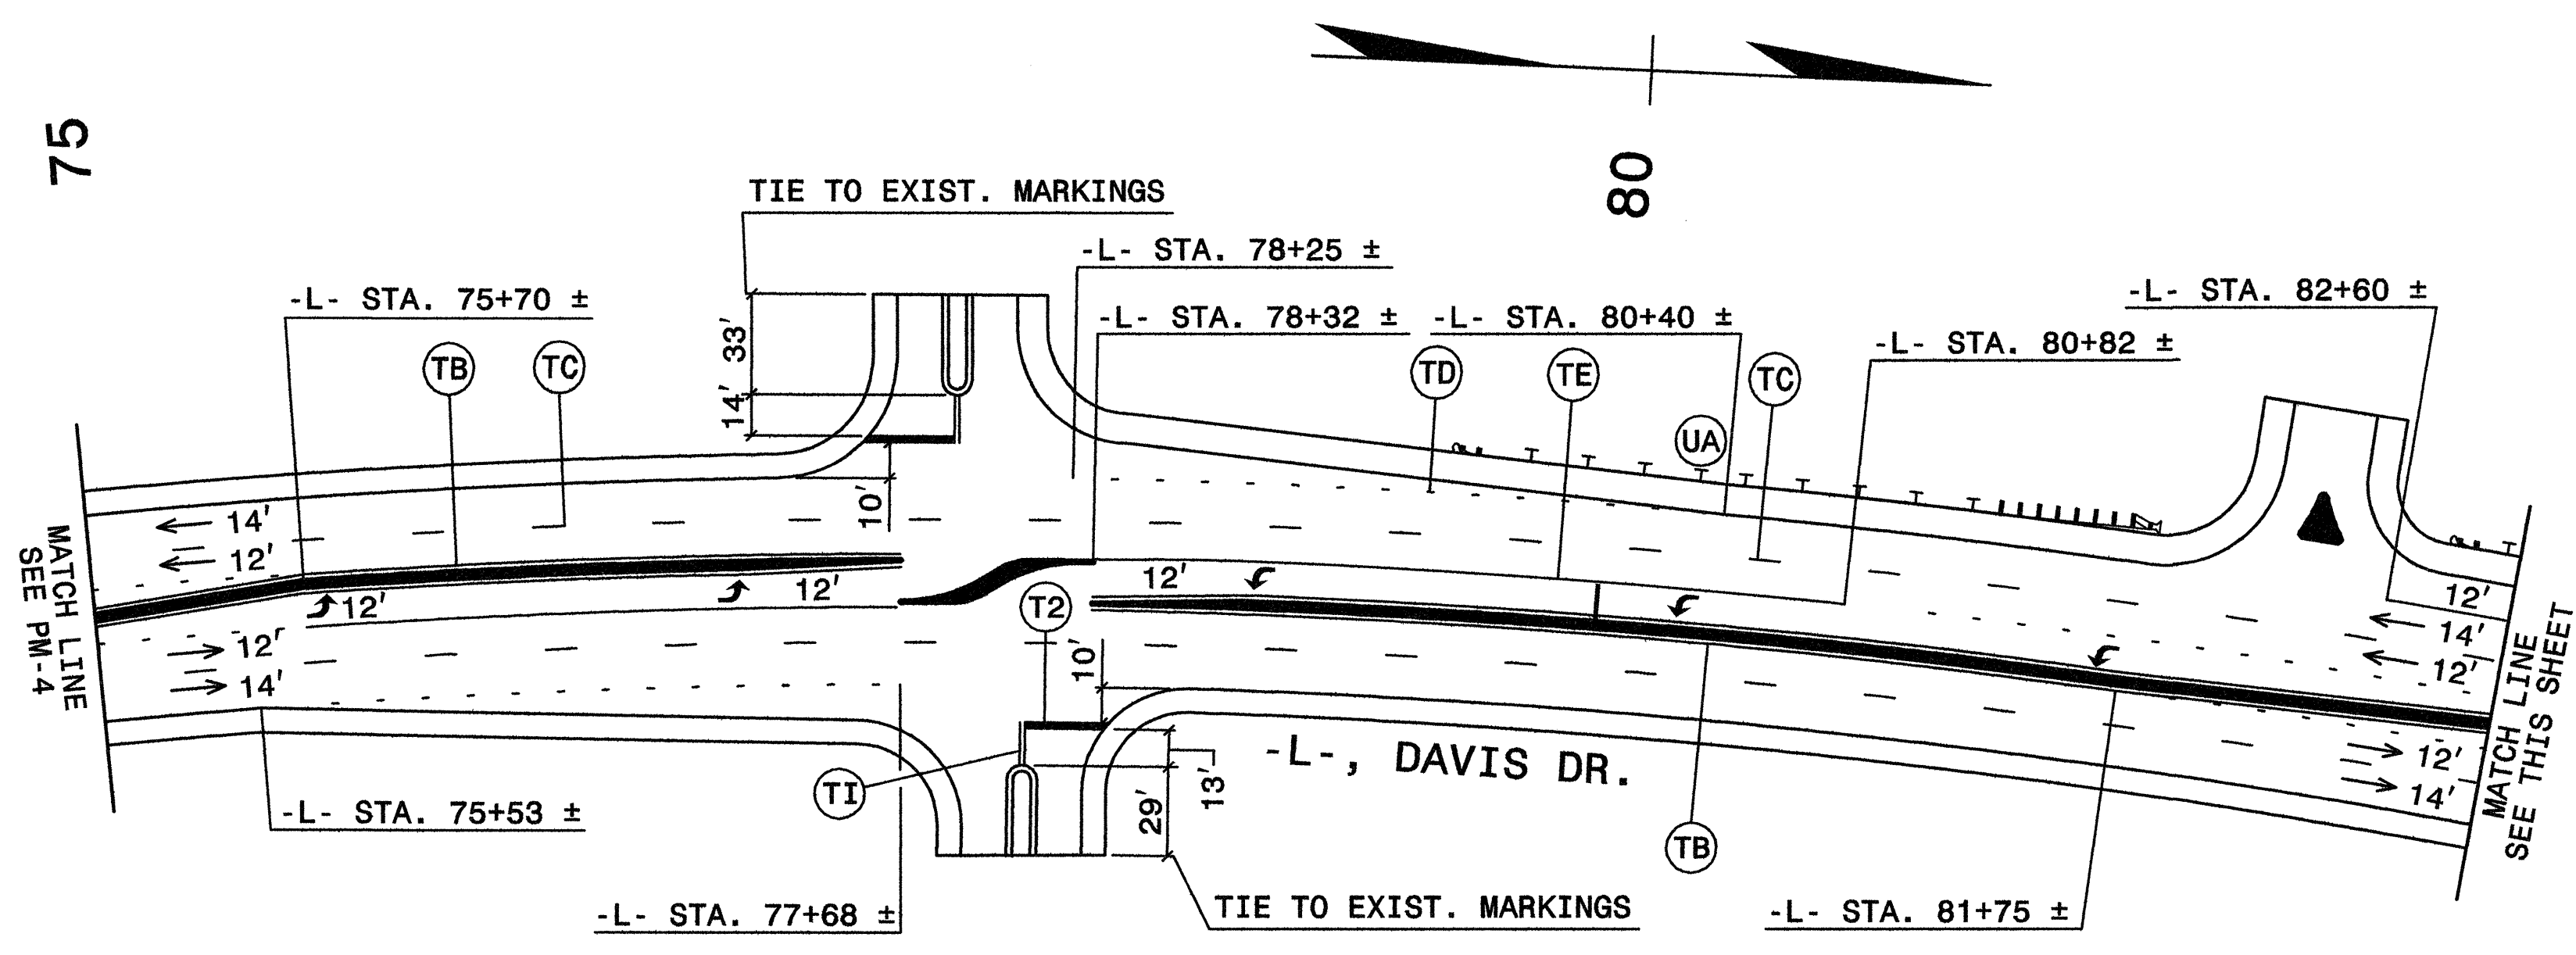 75
80
TIE TO EXIST. MARKINGS
-L- STA. 78+25 ±
-L- STA. 75+70 ±
-L- STA. 82+60 ±
-L- STA. 78+32 ±
-L- STA. 80+40 ±
-L- STA. 80+82 ±
33'
14'
TB
TC
TD
TE
TC
UA
10'
14'
12'
MATCH LINE
SEE PM-4
12'
12'
12'
T2
12'
14'
12'
14'
12'
MATCH LINE
SEE THIS SHEET
10'
-L-, DAVIS DR.
12'
14'
TI
13'
29'
-L- STA. 75+53 ±
TB
-L- STA. 77+68 ±
TIE TO EXIST. MARKINGS
-L- STA. 81+75 ±